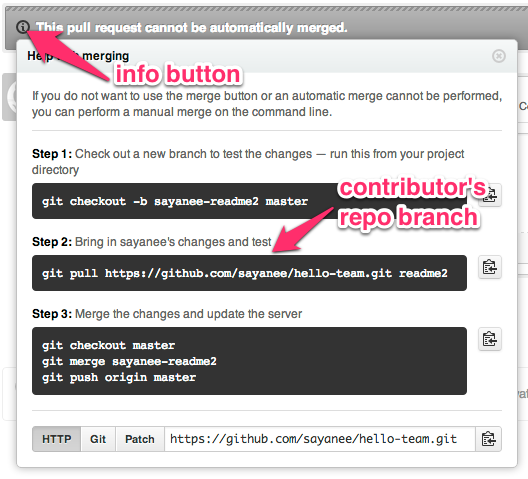 This pull request cannot be automatically merged.
merging
info button
If you do not want to use the merge button or an automatic merge cannot be performed,
you can perform a manual merge on the command line.
Step 1: Check out a new branch to test the changes — run this from your project
directory
git checkout -b sayanee-readme2 master
contributor's
repo branch
Step 2: Bring in sayanee's changes and test
git pull https://github.com/sayanee/hello-team.git readme2
Step 3: Merge the changes and update the server
git checkout master
git merge sayanee-readme2
git push origin master
HTTP Git Patch https://github.com/sayanee/hello-team.git